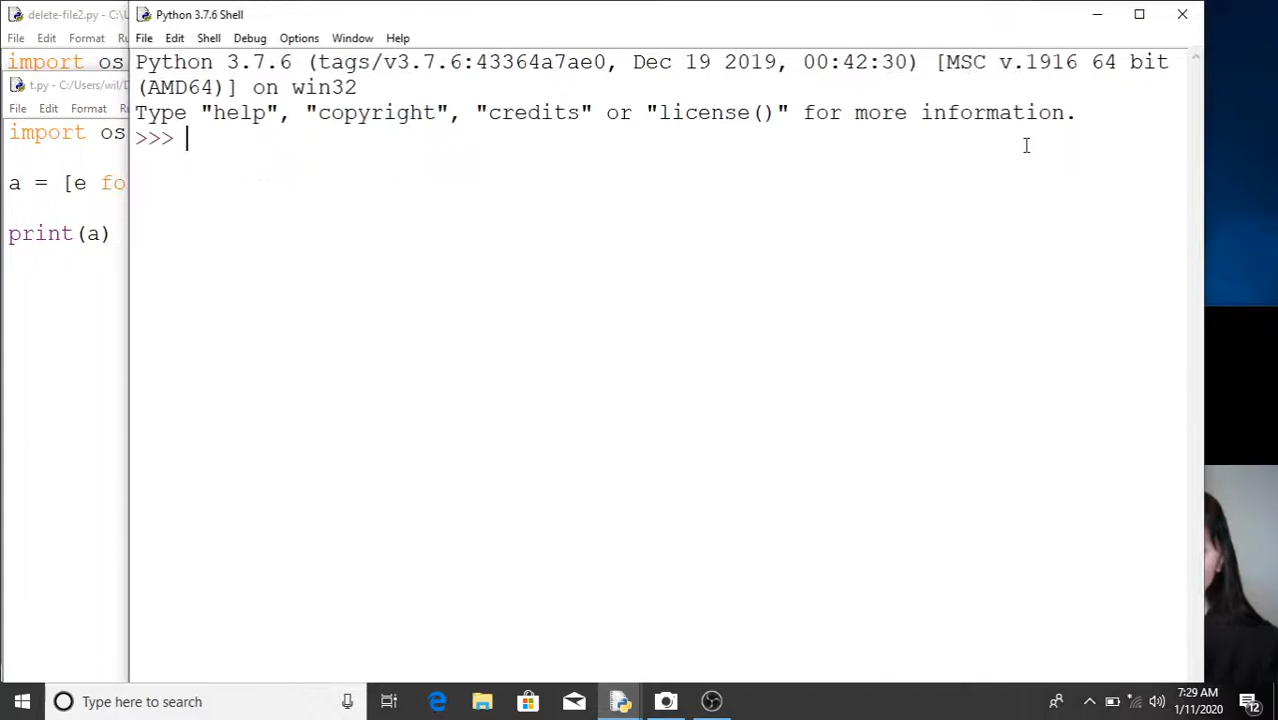 delete-file2.py - C:\U
File Edit Format
import os
t.py - C:/Users/wil/D
File Edit Format
import os
a = [e fo
print(a)
Python 3.7.6 Shell
File Edit Shell Debug Options Window Help
Python 3.7.6 (tags/v3.7.6:43364a7ae0, Dec 19 2019, 00:42:30) [MSC v.1916 64 bit
(AMD64)] on win32
Type "help", "copyright", "credits" or "license()" for more information.
>>>
Type here to search
7:29 AM
1/11/2020
12